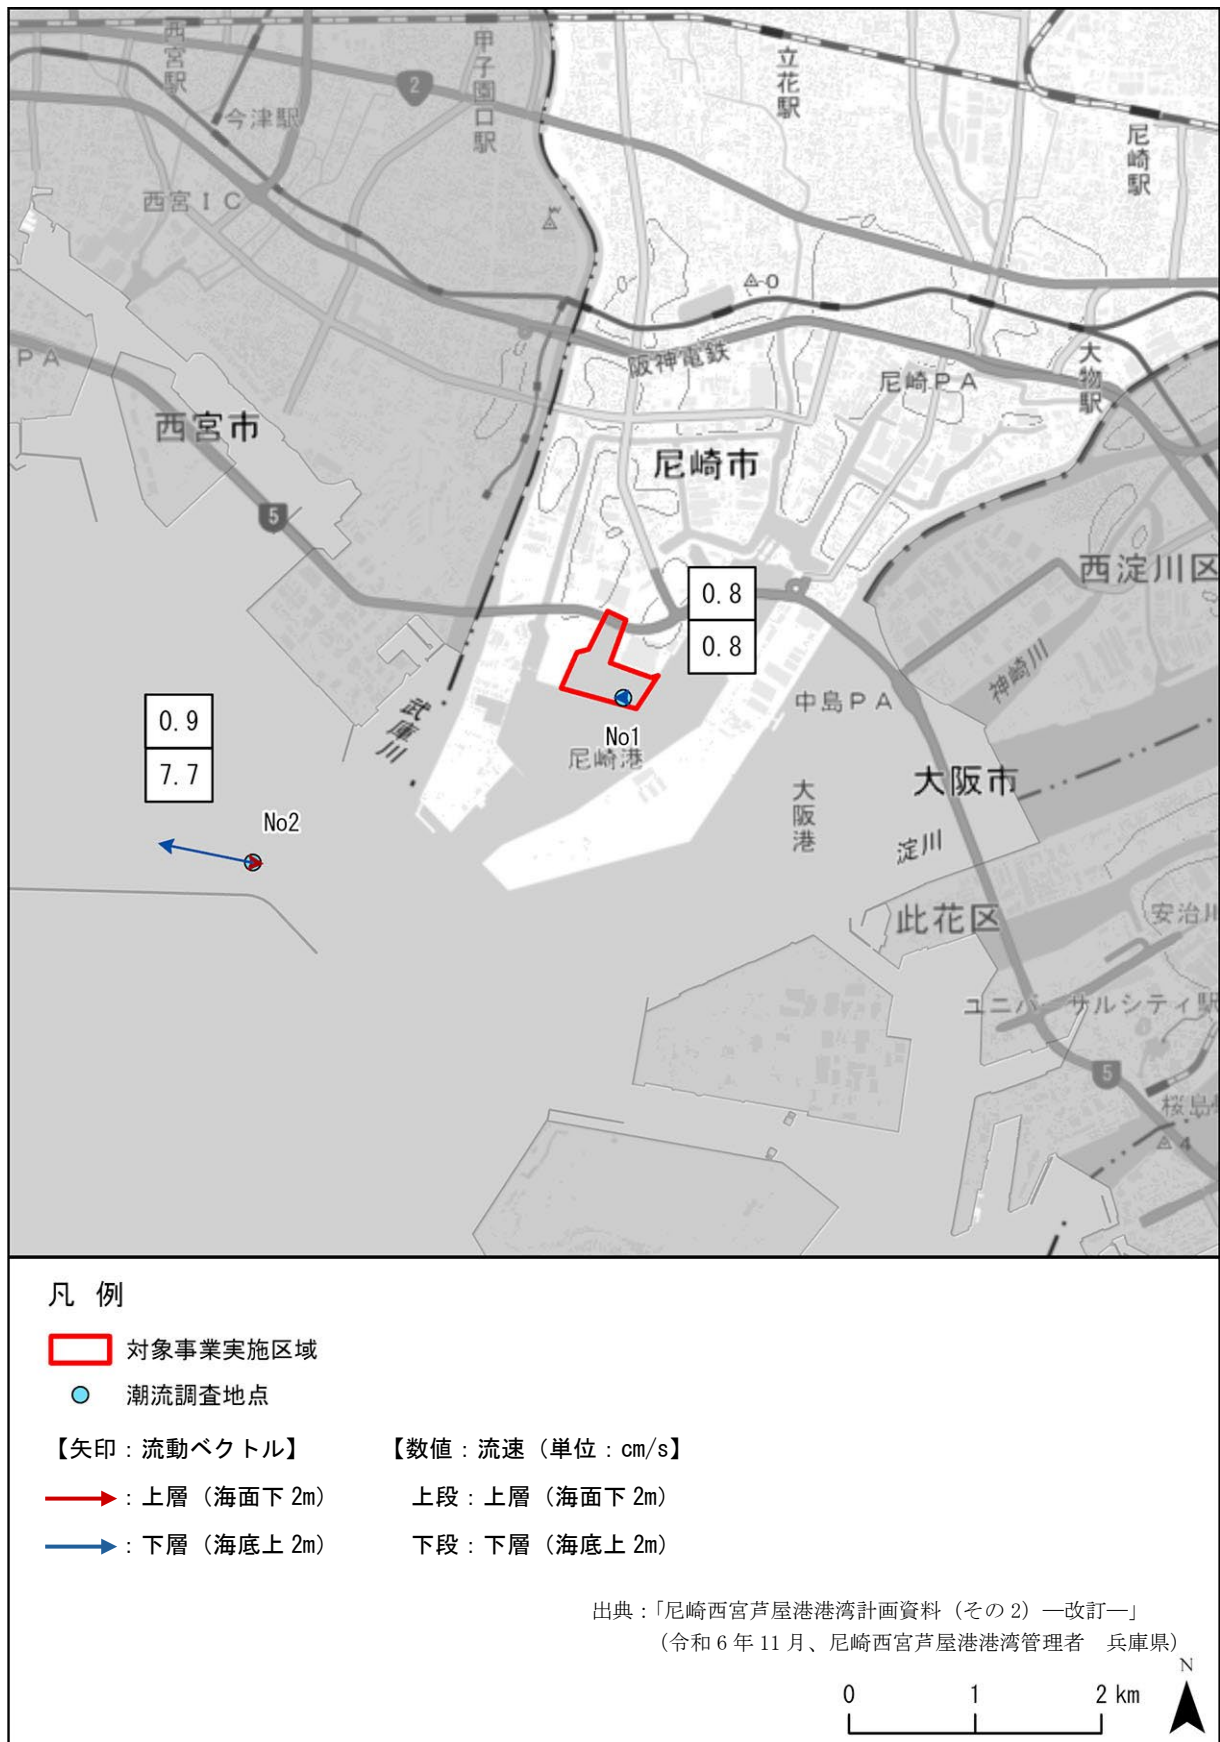 西宮駅
甲子園口駅
立花駅
2
今津駅
尼崎駅
西宮IC
0
阪神電鉄
PA
尼崎PA
大物駅
西宮市
尼崎市
5
西淀川区
0.8
0.8
神崎川
中島PA
武庫川
0.9
7.7
No1
尼崎港
大阪市
大阪港
No2
淀川
此花区
安治川
ユニバーサルシティ駅
5
桜島
4
凡 例
対象事業実施区域
潮流調査地点
【矢印:流動ベクトル】 【数値:流速(単位:cm/s】
:上層(海面下 2m) 上段:上層(海面下 2m)
:下層(海底上 2m) 下段:下層(海底上 2m)
出典:「尼崎西宮芦屋港港湾計画資料(その2)―改訂―」
(令和6年11月、尼崎西宮芦屋港港湾管理者 兵庫県)
N
0 1 2 km